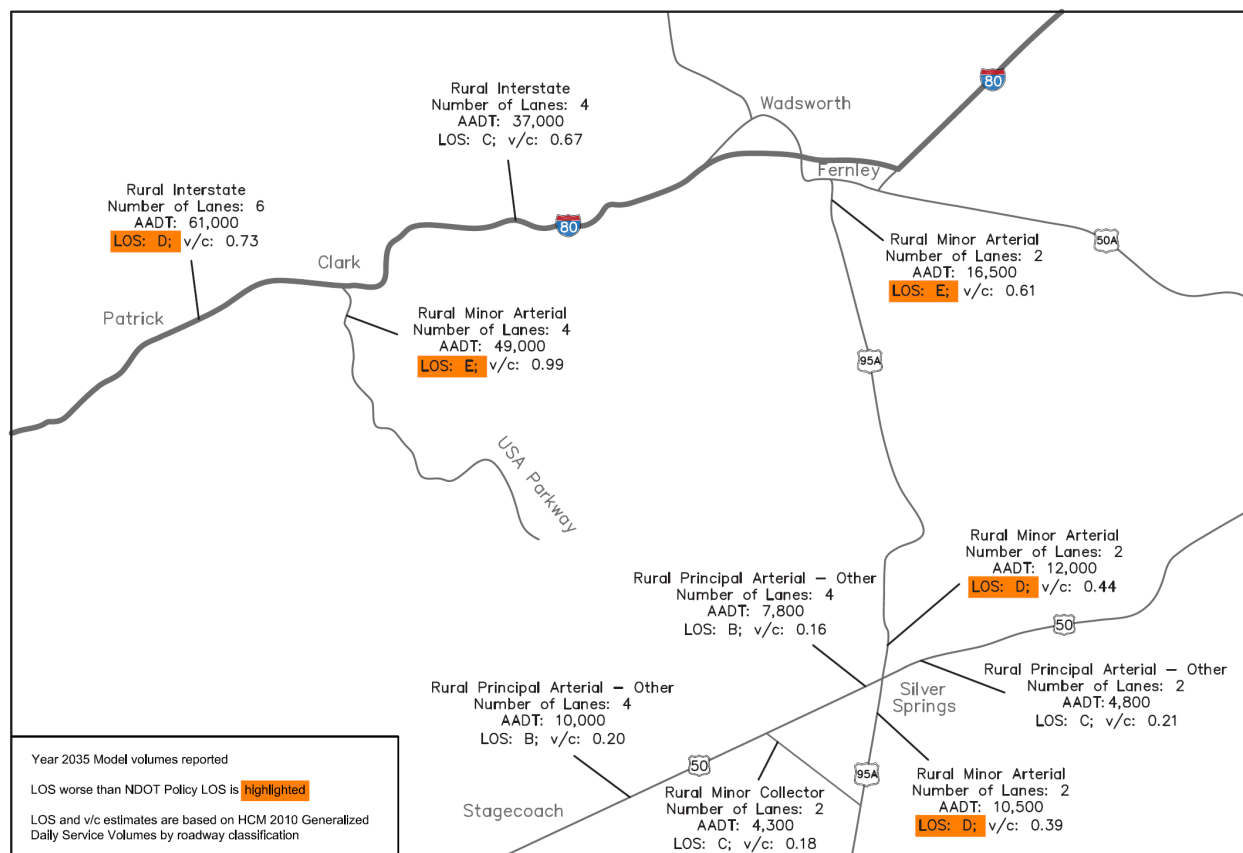 80
Wadsworth
Rural Interstate
Number of Lanes: 4
AADT: 37,000
LOS: C; v/c: 0.67
Fernley
Rural Interstate
Number of Lanes: 6
AADT: 61,000
LOS: D; v/c: 0.73
80
Rural Minor Arterial
Number of Lanes: 2
AADT: 16,500
LOS: E; v/c: 0.61
50A
Clark
Patrick
Rural Minor Arterial
Number of Lanes: 4
AADT: 49,000
LOS: E; v/c: 0.99
95A
USA Parkway
Rural Minor Arterial
Number of Lanes: 2
AADT: 12,000
LOS: D; v/c: 0.44
Rural Principal Arterial – Other
Number of Lanes: 4
AADT: 7,800
LOS: B; v/c: 0.16
50
Rural Principal Arterial – Other
Number of Lanes: 2
AADT: 4,800
LOS: C; v/c: 0.21
Silver
Springs
Rural Principal Arterial – Other
Number of Lanes: 4
AADT: 10,000
LOS: B; v/c: 0.20
50
95A
Stagecoach
Rural Minor Collector
Number of Lanes: 2
AADT: 4,300
LOS: C; v/c: 0.18
Rural Minor Arterial
Number of Lanes: 2
AADT: 10,500
LOS: D; v/c: 0.39
Year 2035 Model volumes reported
LOS worse than NDOT Policy LOS is highlighted
LOS and v/c estimates are based on HCM 2010 Generalized
Daily Service Volumes by roadway classification